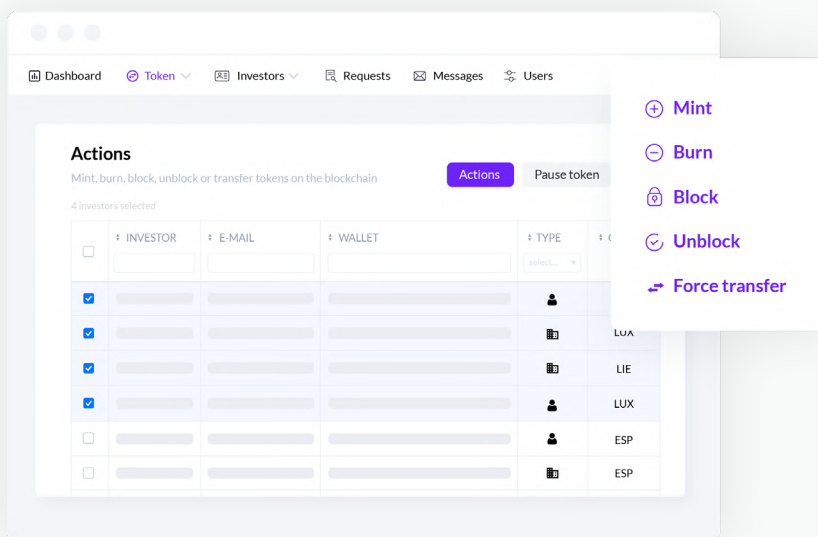 Dashboard Token Investors Requests Messages Users
Actions
Mint, burn, block, unblock or transfer tokens on the blockchain
Actions Pause token
4 investors selected
INVESTOR E-MAIL WALLET TYPE
select...
LUX
LIE
LUX
ESP
ESP
Mint
Burn
Block
Unblock
Force transfer